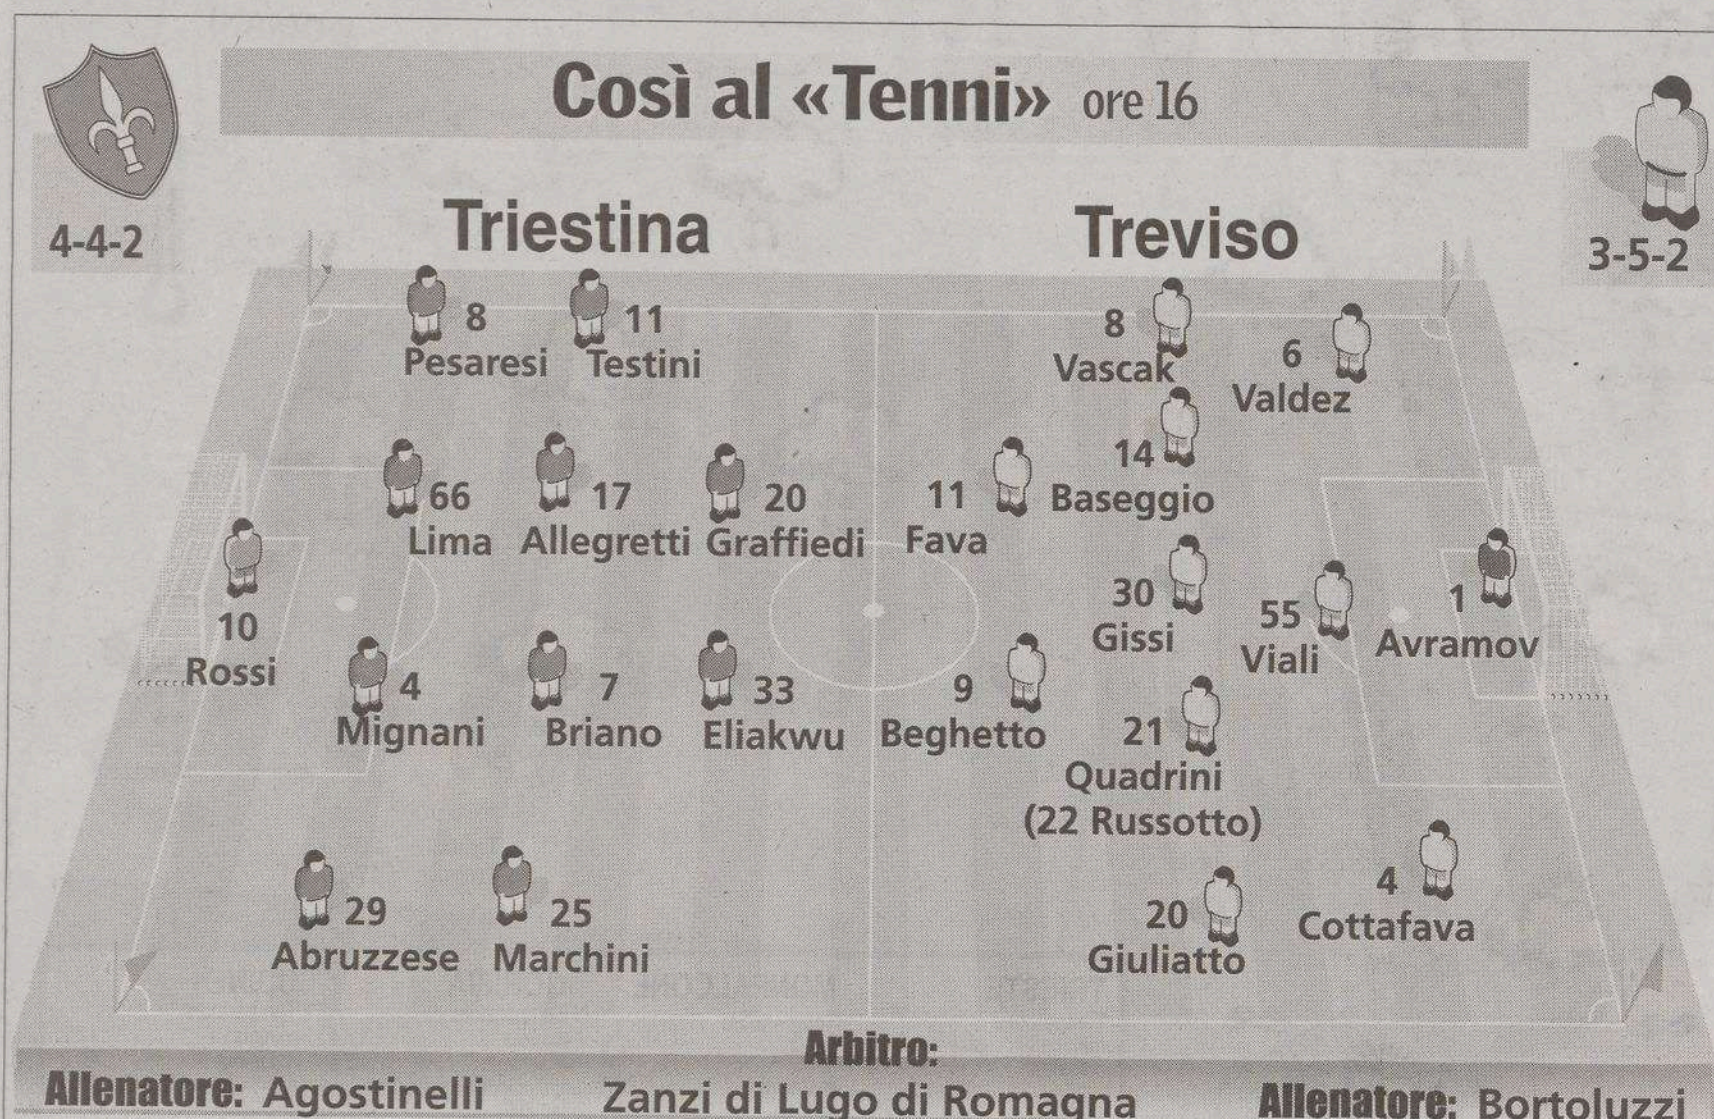 Così al «Tenni» ore 16
4-4-2
Triestina
Treviso
3-5-2
8
Pesaresi
11
Testini
66
Lima
17
Allegretti
20
Graffiedi
10
Rossi
4
Mignani
7
Briano
33
Eliakwu
29
Abruzzese
25
Marchini
8
Vascak
6
Valdez
14
Baseggio
11
Fava
30
Gissi
55
Viali
1
Avramov
9
Beghetto
21
Quadrini
(22 Russotto)
20
Giuliatto
4
Cottafava
Allenatore: Agostinelli
Arbitro:
Zanzi di Lugo di Romagna
Allenatore: Bortoluzzi